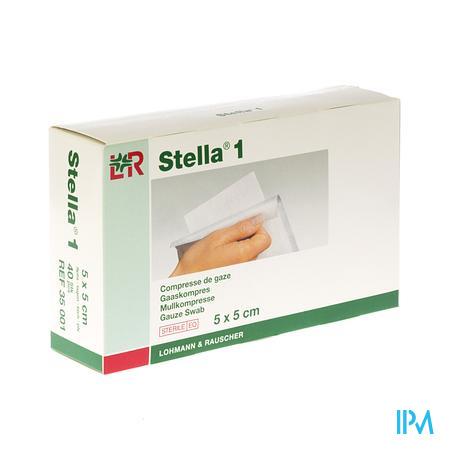 L&R
Stella® 1
Compresse de gaze
Gaaskompres
Mullkompresse
Gauze Swab
STERILE EO
5 x 5 cm
LOHMANN & RAUSCHER
Stella® 1
5 x 5 cm
40
REF 35 001
IPM